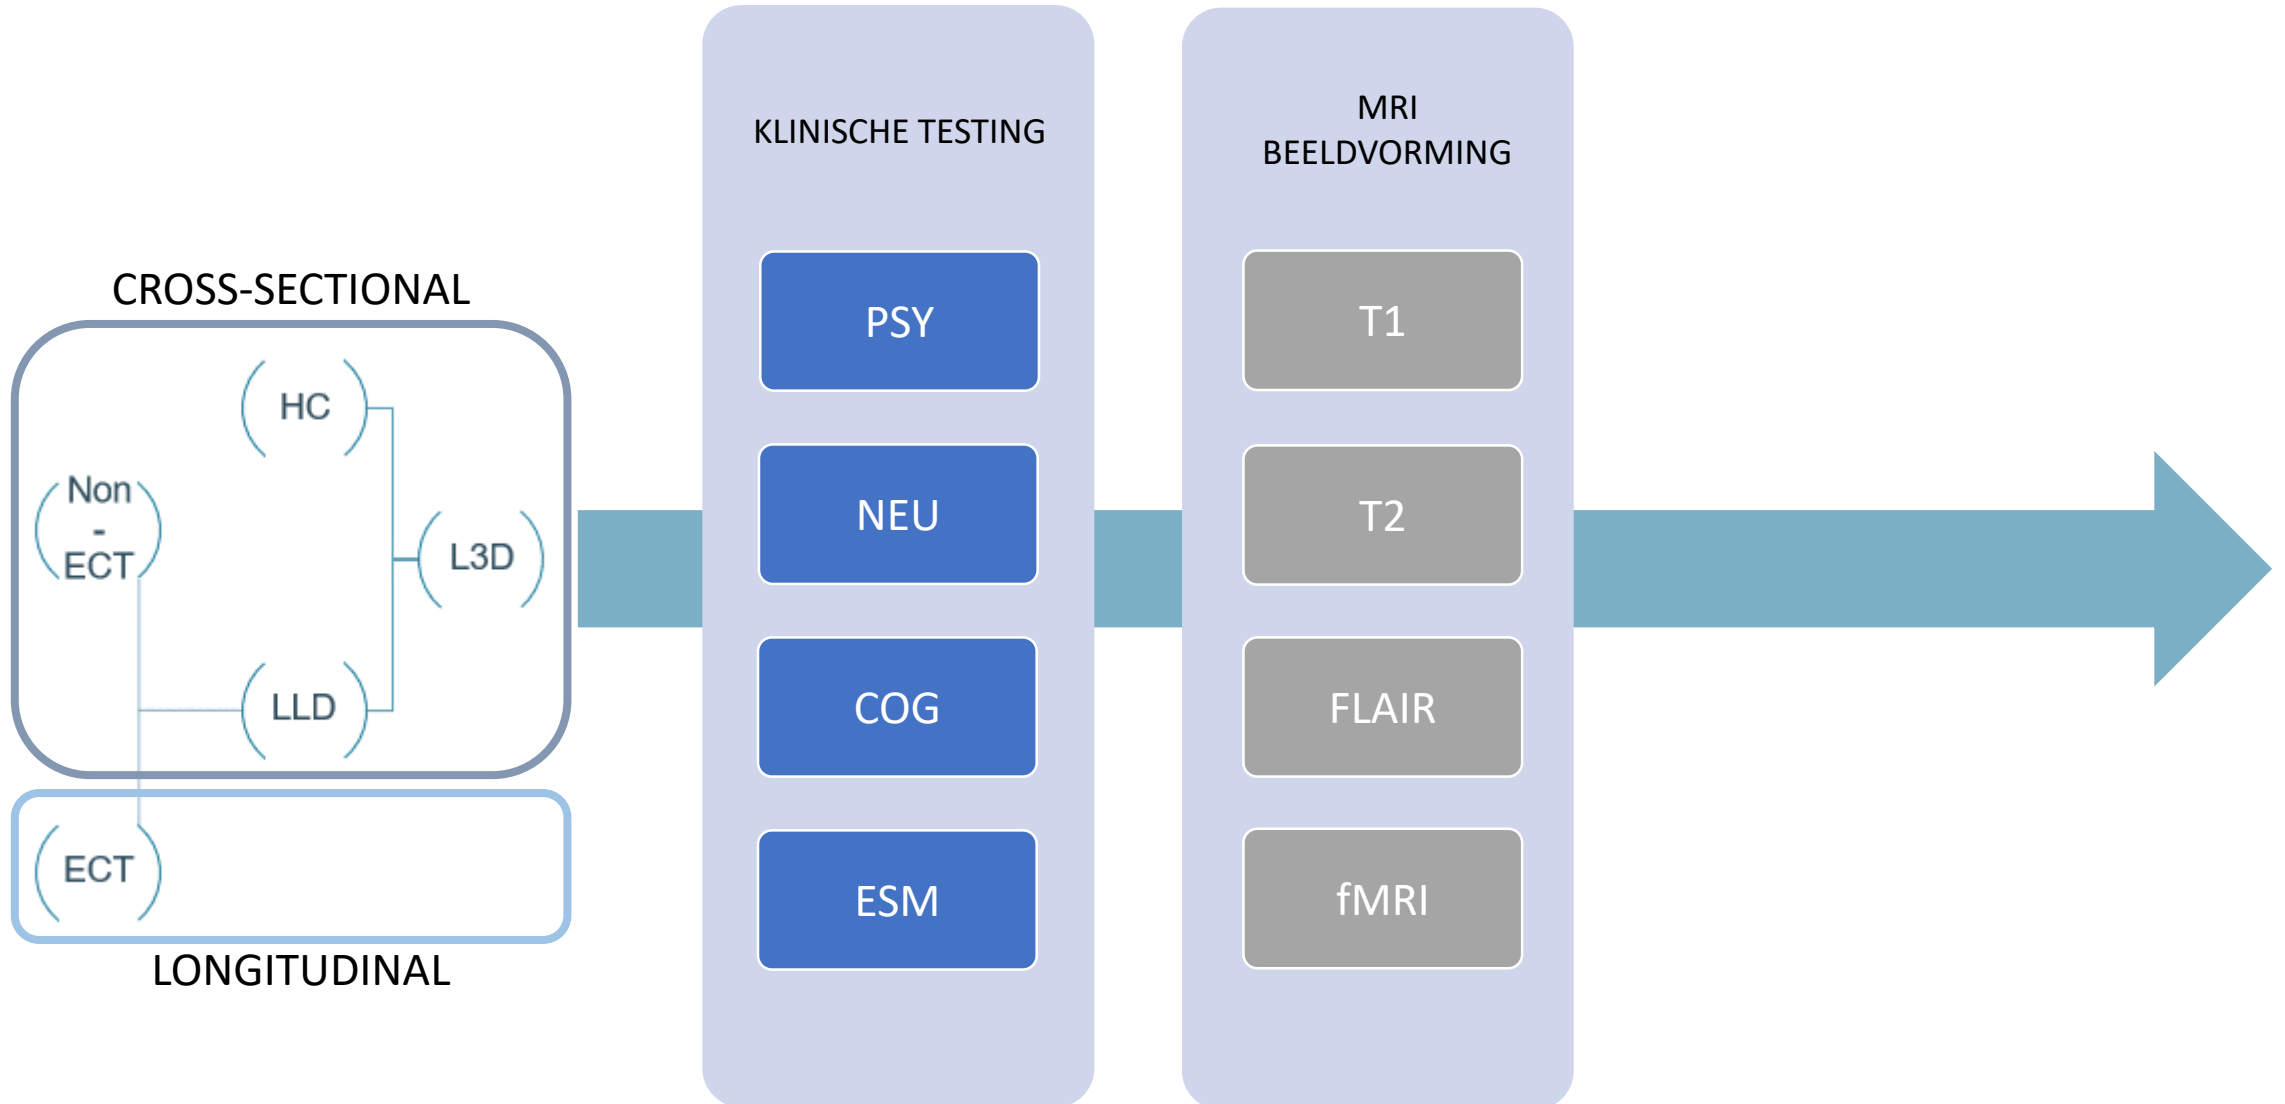 CROSS-SECTIONAL
HC
Non
-
ECT
L3D
LLD
ECT
LONGITUDINAL
KLINISCHE TESTING
PSY
NEU
COG
ESM
MRI
BEELDVORMING
T1
T2
FLAIR
fMRI